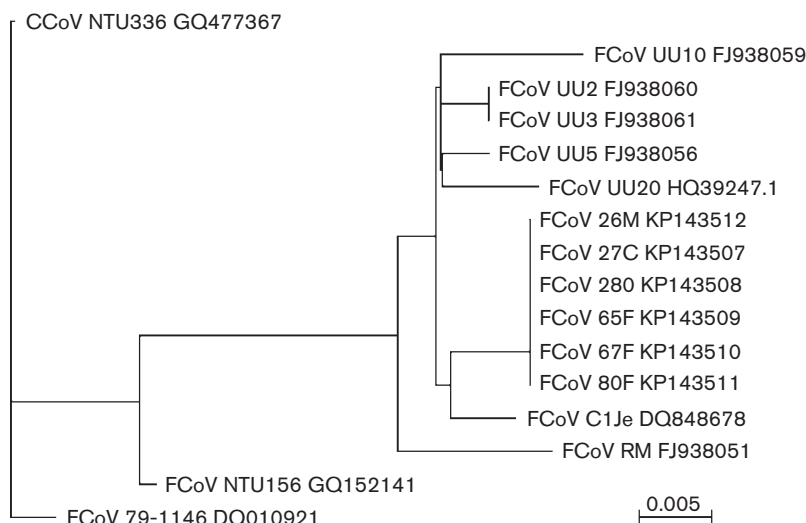 CCoV NTU336 GQ477367
FCoV UU10 FJ938059
FCoV UU2 FJ938060
FCoV UU3 FJ938061
FCoV UU5 FJ938056
FCoV UU20 HQ39247.1
FCoV 26M KP143512
FCoV 27C KP143507
FCoV 280 KP143508
FCoV 65F KP143509
FCoV 67F KP143510
FCoV 80F KP143511
FCoV C1Je DQ848678
FCoV RM FJ938051
FCoV NTU156 GQ152141
0.005
FCoV 79-1146 DQ010921